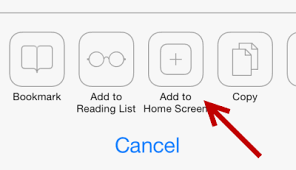 Bookmark
Add to
Reading List
Add to
Home Screen
Copy
Cancel